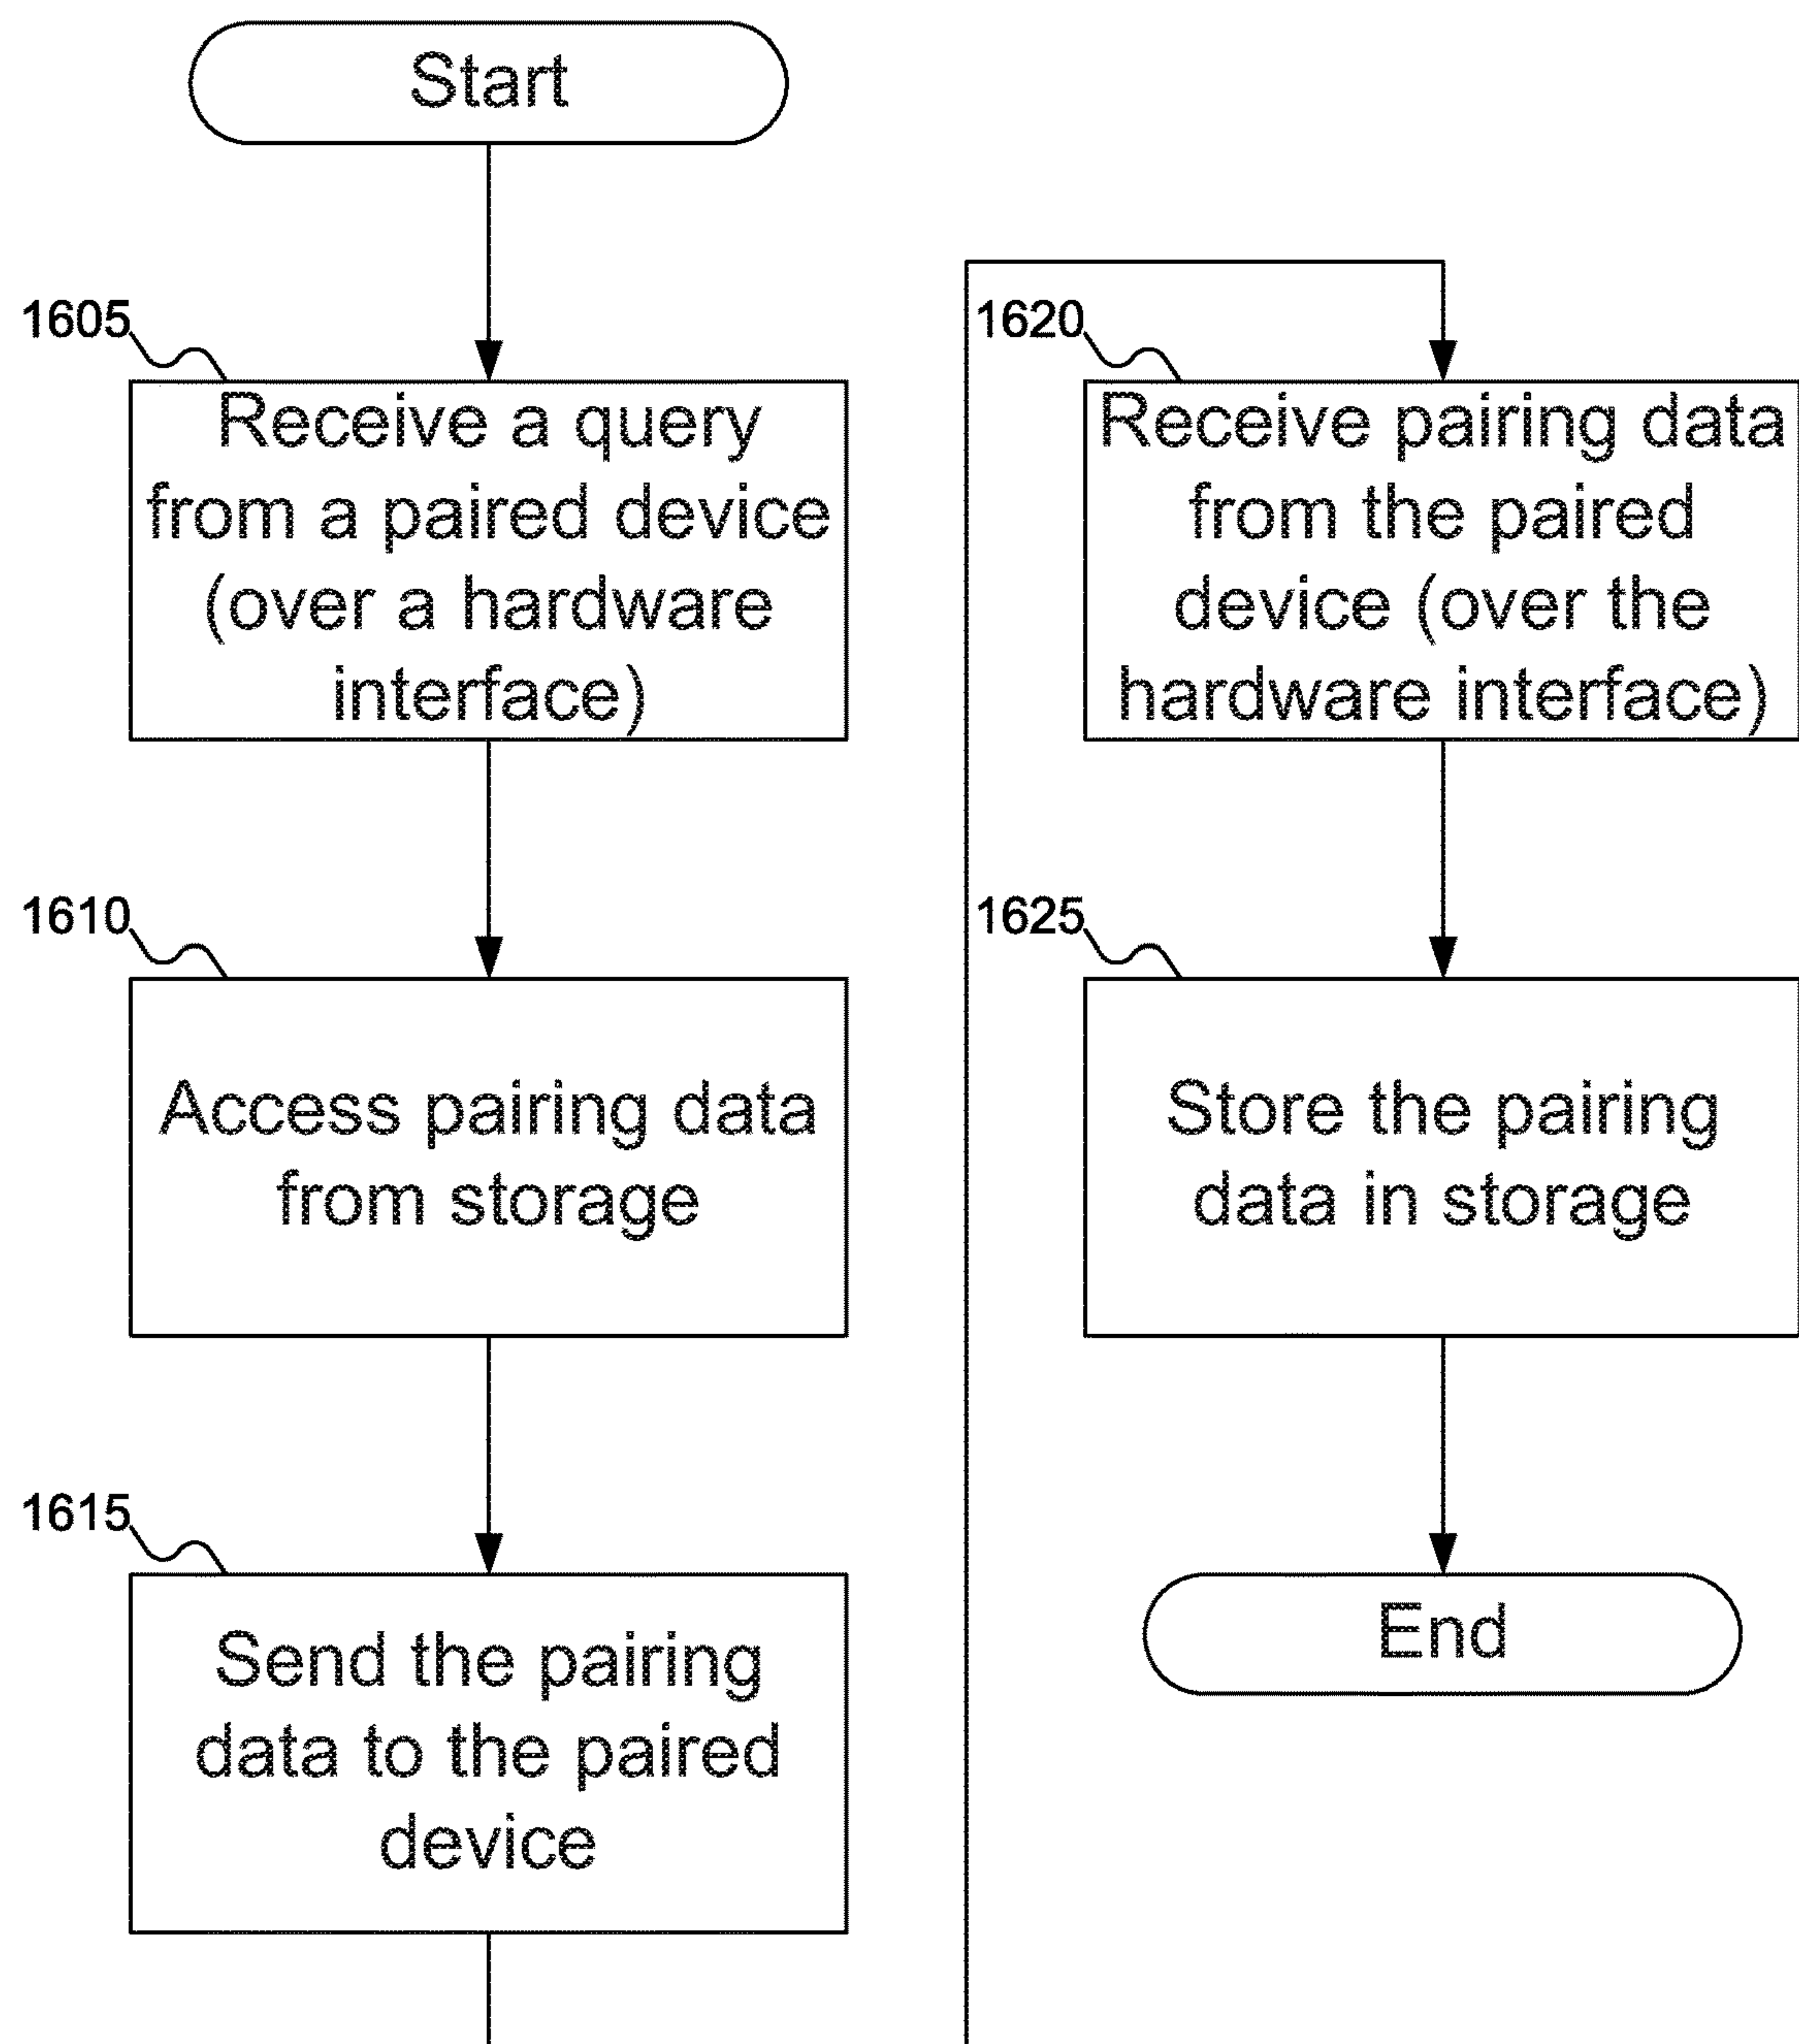 Start
1605
Receive a query
from a paired device
(over a hardware
interface)
1610
Access pairing data
from storage
1615
Send the pairing
data to the paired
device
1620
Receive pairing data
from the paired
device (over the
hardware interface)
1625
Store the pairing
data in storage
End